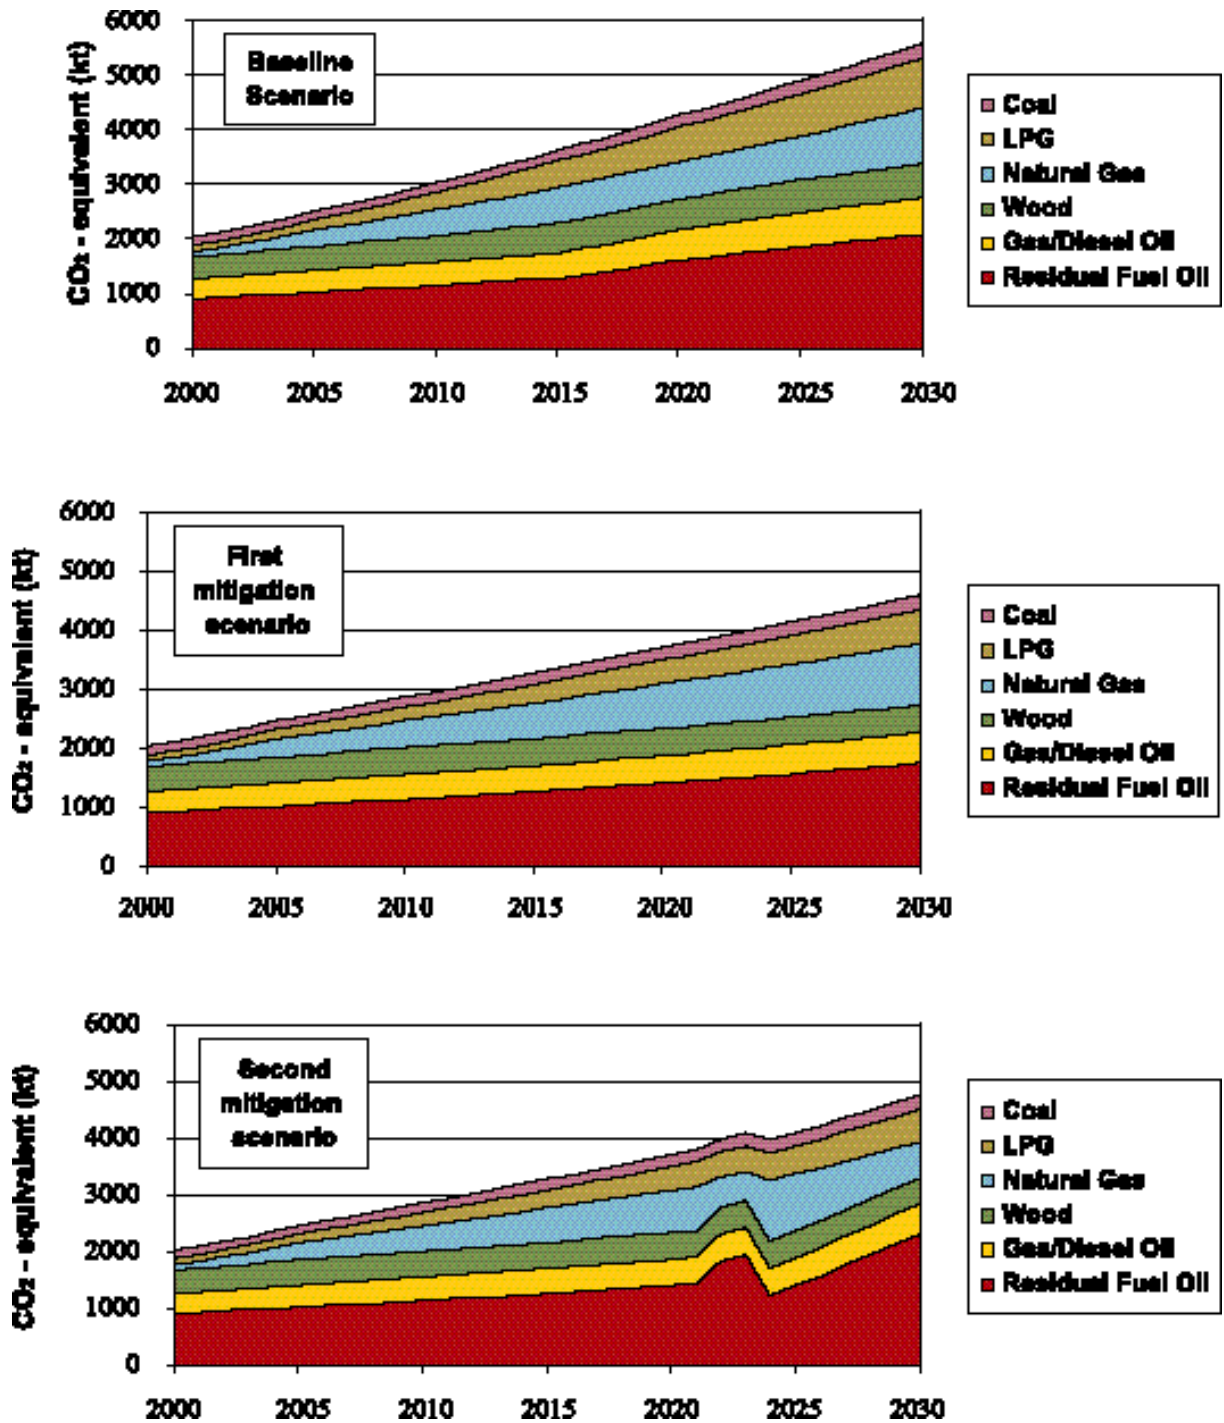 6000
5000
4000
3000
2000
1000
0
CO₂ - equivalent (kt)
Baseline
Scenario
2000 2005 2010 2015 2020 2025 2030
Coal
LPG
Natural Gas
Wood
Gas/Diesel Oil
Residual Fuel Oil
6000
5000
4000
3000
2000
1000
0
CO₂ - equivalent (kt)
First
mitigation
scenario
2000 2005 2010 2015 2020 2025 2030
Coal
LPG
Natural Gas
Wood
Gas/Diesel Oil
Residual Fuel Oil
6000
5000
4000
3000
2000
1000
0
CO₂ - equivalent (kt)
Second
mitigation
scenario
2000 2005 2010 2015 2020 2025 2030
Coal
LPG
Natural Gas
Wood
Gas/Diesel Oil
Residual Fuel Oil